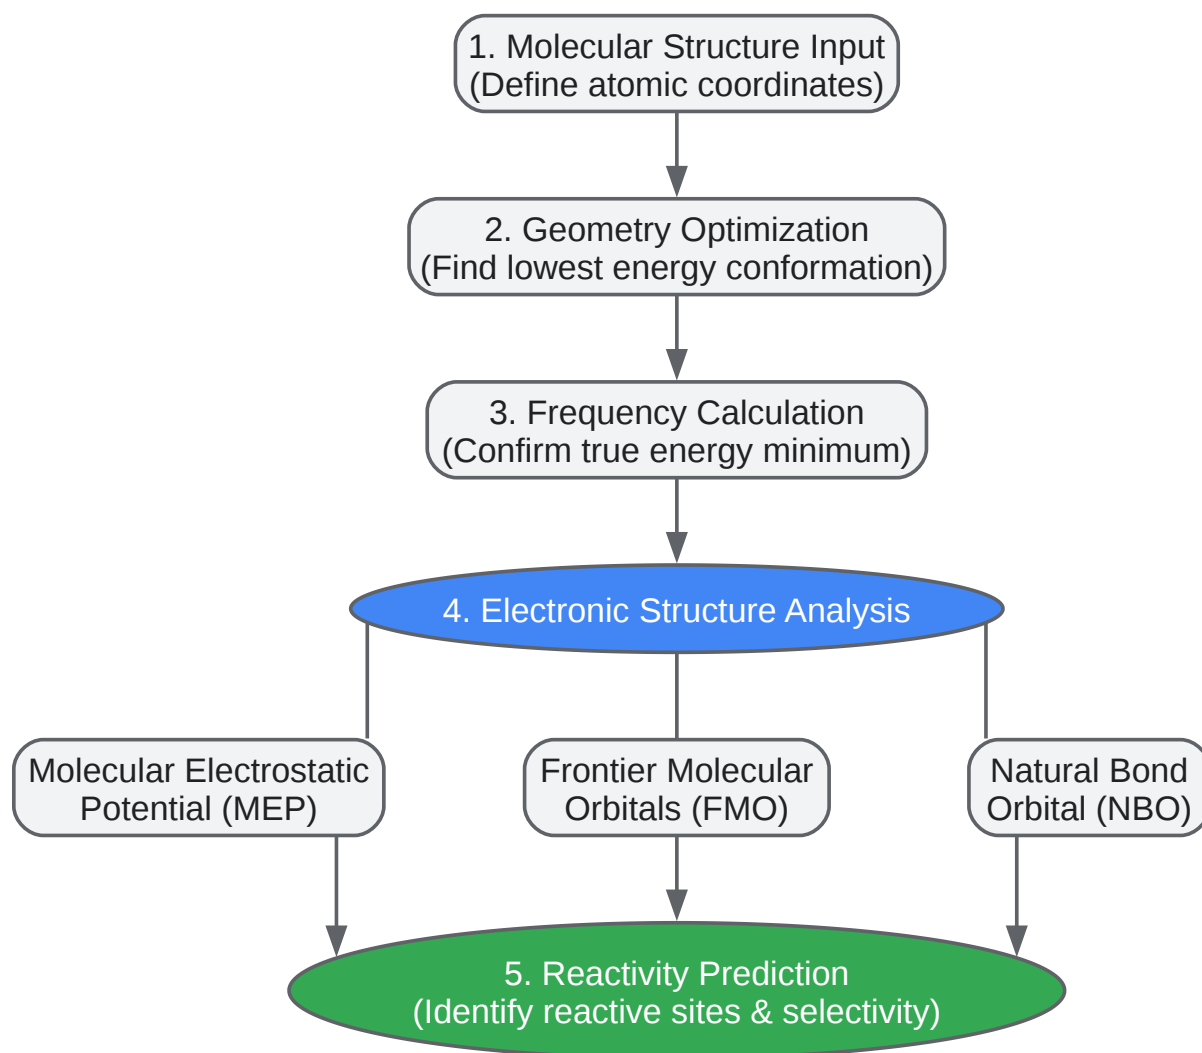 1. Molecular Structure Input
(Define atomic coordinates)
2. Geometry Optimization
(Find lowest energy conformation)
3. Frequency Calculation
(Confirm true energy minimum)
4. Electronic Structure Analysis
Molecular Electrostatic
Potential (MEP)
Frontier Molecular
Orbitals (FMO)
Natural Bond
Orbital (NBO)
5. Reactivity Prediction
(Identify reactive sites & selectivity)